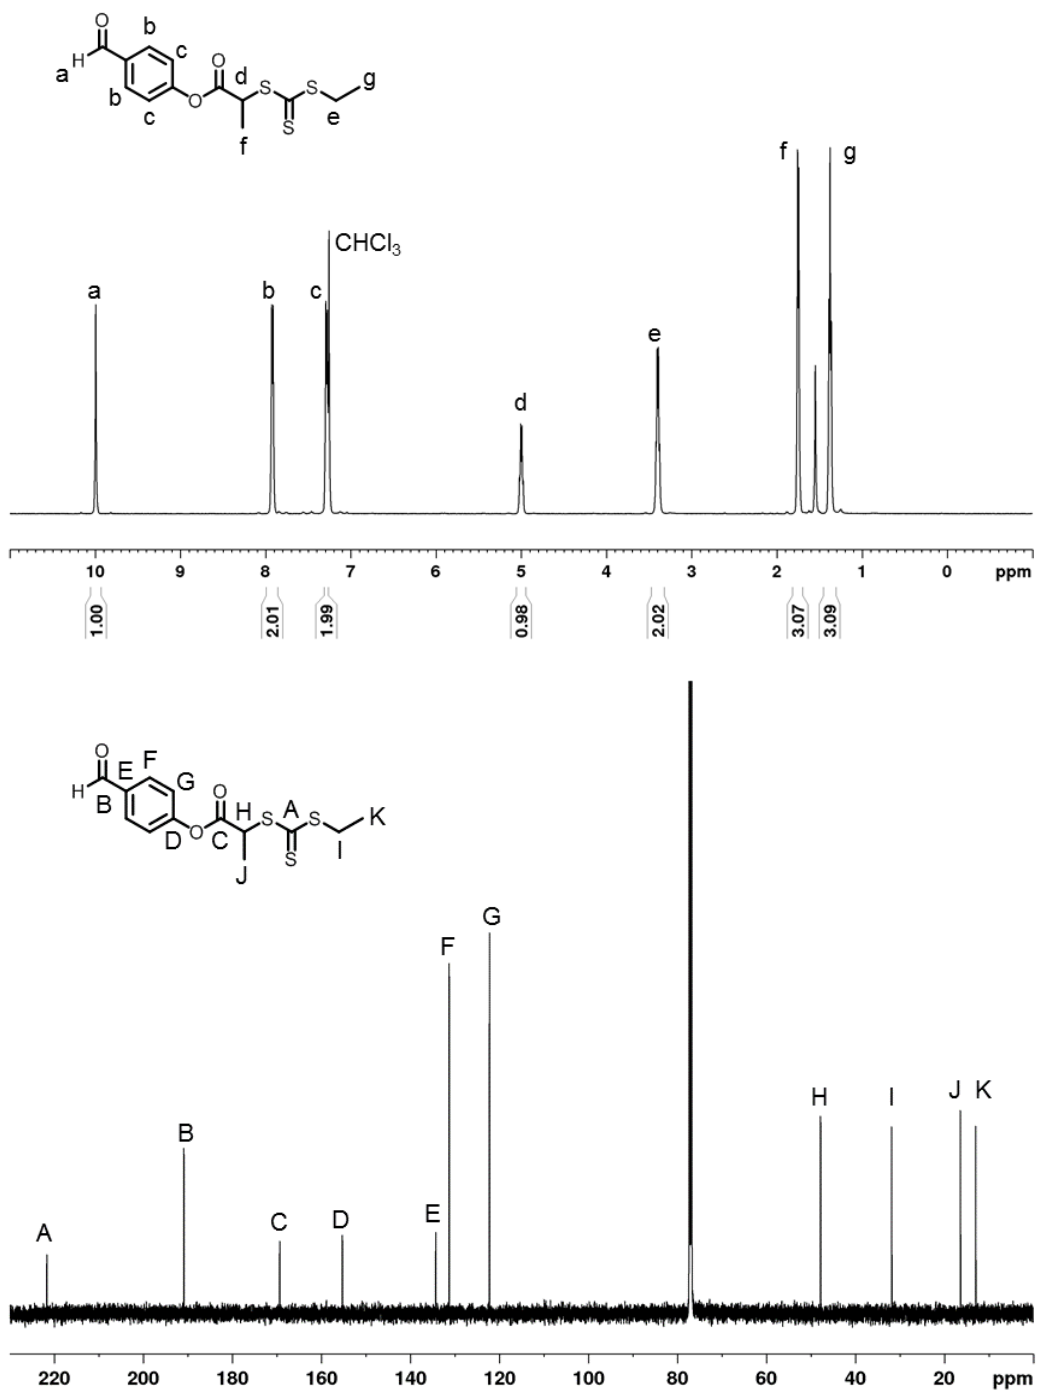 O
b
H
c
a
O
d
S
S
g
b
O
c
S
e
f
f
g
CHCl₃
a
b
c
e
d
10 9 8 7 6 5 4 3 2 1 0 ppm
1.00 2.01 1.99 0.98 2.02 3.07 3.09
O
F
E
G
H
B
O
H
S
A
S
K
D
O
C
S
I
J
G
F
B
H
I
J
K
A
C
D
E
220 200 180 160 140 120 100 80 60 40 20 ppm